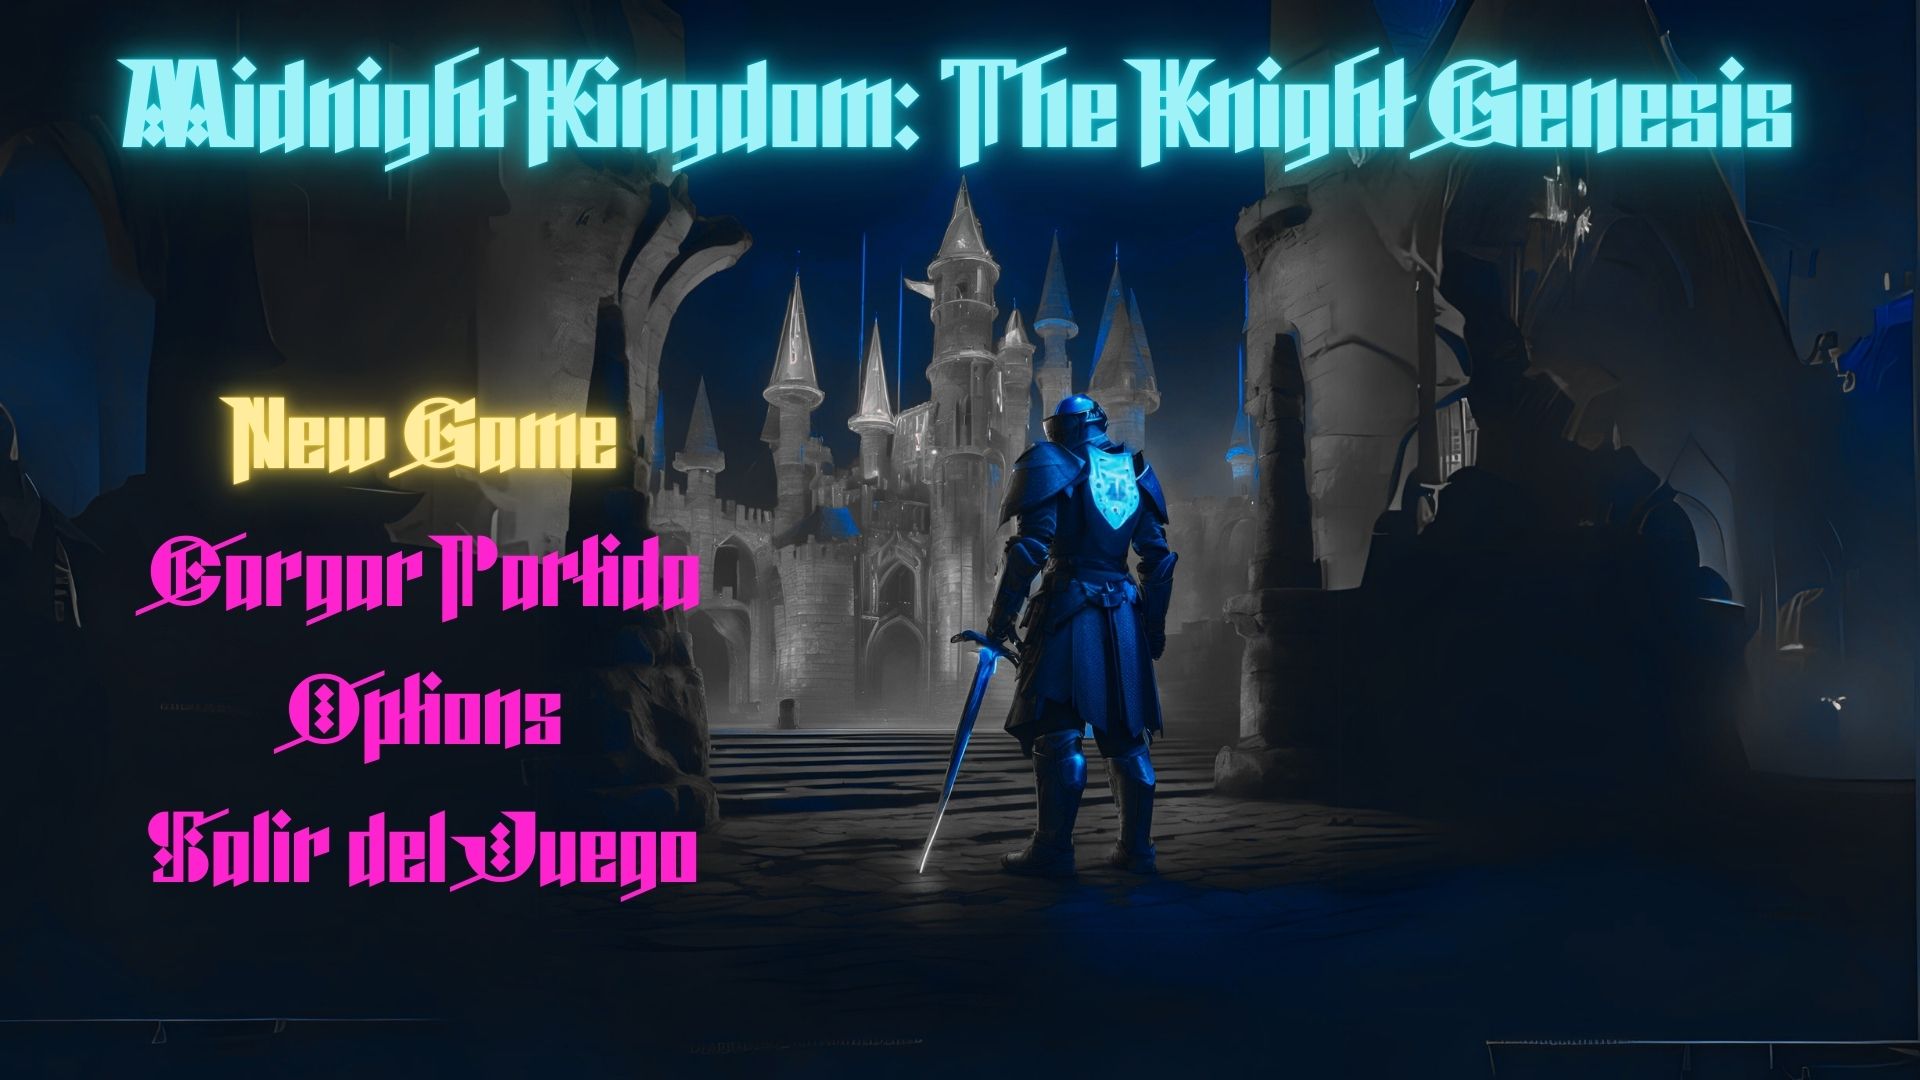 Midnight Kingdom: The Knight Genesis
New Game
Cargar Partida
Options
Salir del Juego